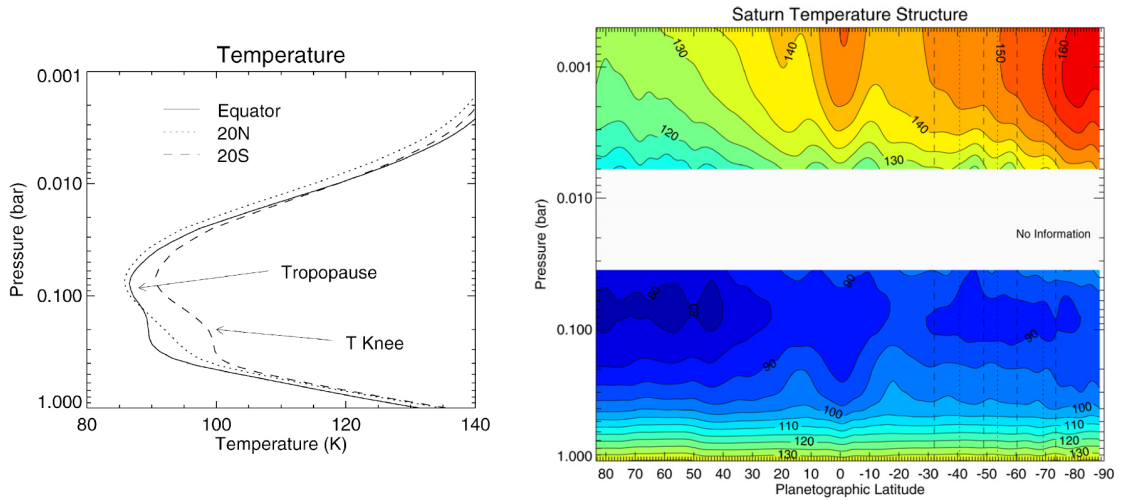 Temperature
0.001
0.010
0.100
1.000
Pressure (bar)
Equator
20N
20S
Tropopause
T Knee
80
100
120
140
Temperature (K)
Saturn Temperature Structure
0.001
0.010
0.100
1.000
Pressure (bar)
130
140
150
160
120
140
130
No Information
80
80
90
90
90
100
100
110
110
120
120
130
130
80 70 60 50 40 30 20 10 0 -10 -20 -30 -40 -50 -60 -70 -80 -90
Planetographic Latitude